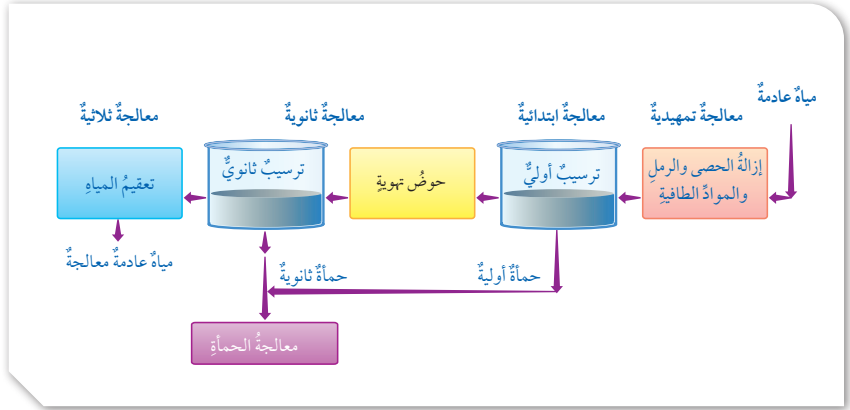 مياهٌ عادمةٌ
معالجةٌ تمهيديةٌ
معالجةٌ ابتدائيةٌ
معالجةٌ ثانويةٌ
معالجةٌ ثلاثيةٌ
إزالةُ الحصى والرملِ
والموادِّ الطافيةِ
ترسيبٌ أوليٌّ
حوضُ تهويةٍ
ترسيبٌ ثانويٌّ
تعقيمُ المياهِ
حمأةٌ أوليةٌ
حمأةٌ ثانويةٌ
مياهٌ عادمةٌ معالجةٌ
معالجةُ الحمأةِ